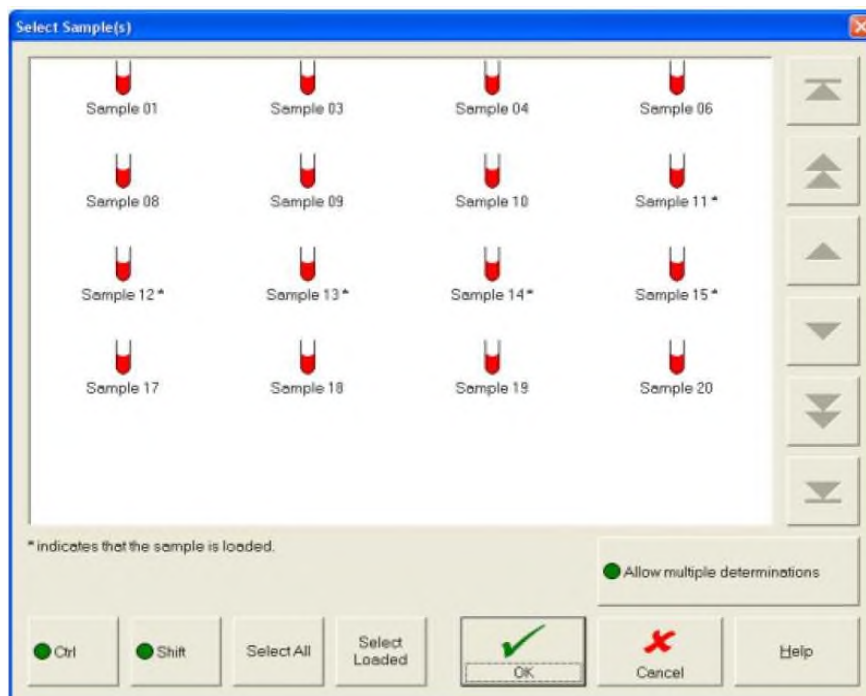 Select Sample(s)
Sample 01
Sample 03
Sample 04
Sample 06
Sample 08
Sample 09
Sample 10
Sample 11 *
Sample 12 *
Sample 13 *
Sample 14 *
Sample 15 *
Sample 17
Sample 18
Sample 19
Sample 20
* indicates that the sample is loaded.
Allow multiple determinations
Ctrl
Shift
Select All
Select
Loaded
OK
Cancel
Help